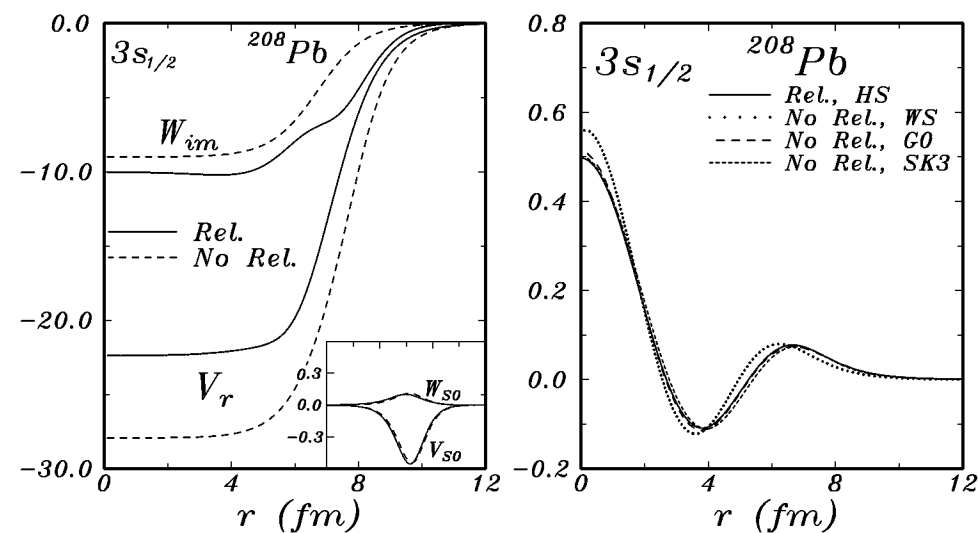 0.0
-10.0
-20.0
-30.0
3s1/2
208Pb
Wim
Rel.
No Rel.
Vr
0.3
0.0
-0.3
WSO
VSO
0
4
8
12
r (fm)
0.8
0.6
0.4
0.2
0.0
-0.2
208Pb
3s1/2
Rel., HS
No Rel., WS
No Rel., G0
No Rel., SK3
0
4
8
12
r (fm)